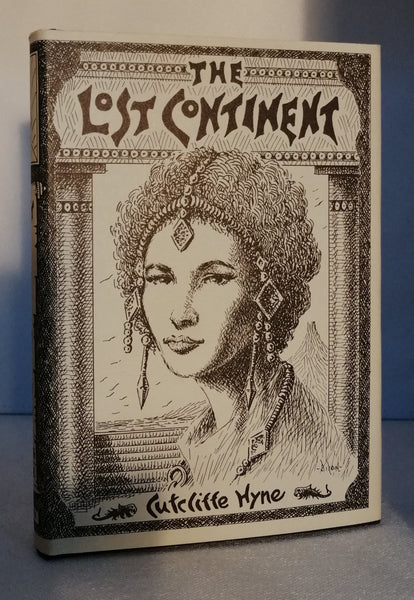 THE
LOST CONTINENT
Cutcliffe Hyne